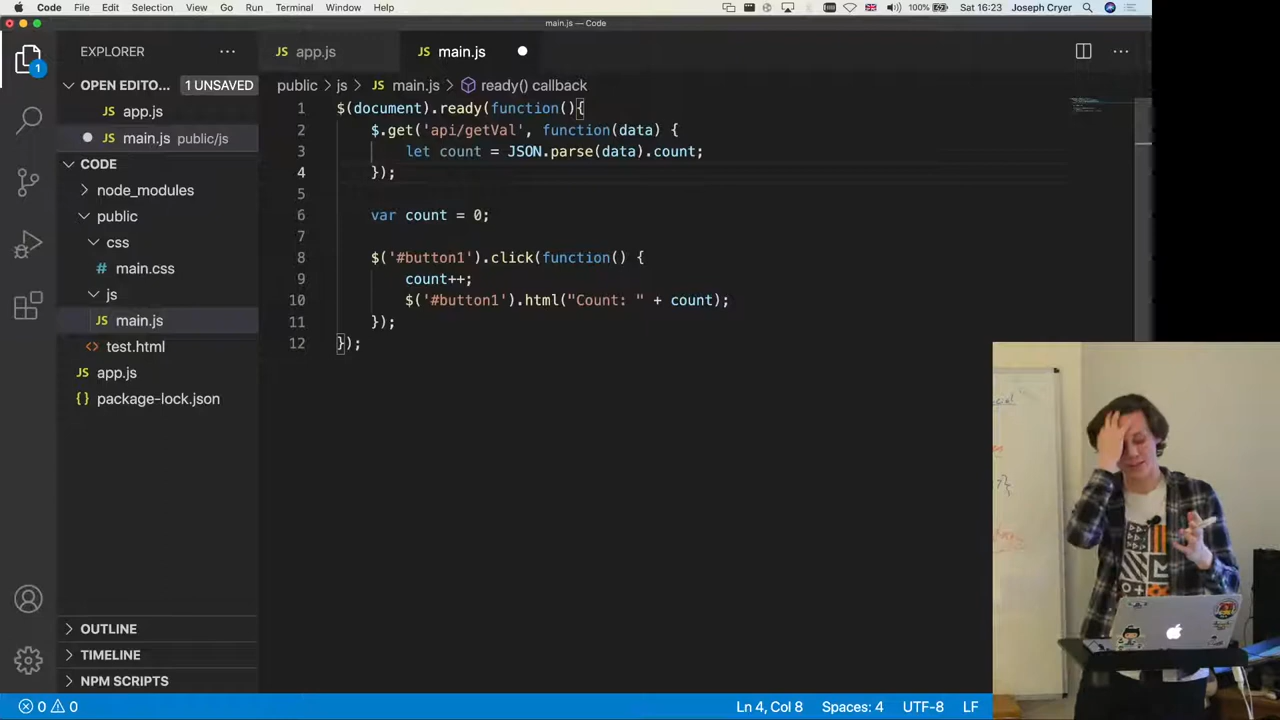 Code File Edit Selection View Go Run Terminal Window Help 100% Sat 16:23 Joseph Cryer
main.js — Code
EXPLORER
OPEN EDITO... 1 UNSAVED
JS app.js
JS main.js public/js
CODE
node_modules
public
css
# main.css
js
JS main.js
<> test.html
JS app.js
{ } package-lock.json
OUTLINE
TIMELINE
NPM SCRIPTS
1
JS app.js JS main.js
public > js > JS main.js > ready() callback
1 $(document).ready(function(){
2 $.get('api/getVal', function(data) {
3 let count = JSON.parse(data).count;
4 });
5
6 var count = 0;
7
8 $('#button1').click(function() {
9 count++;
10 $('#button1').html("Count: " + count);
11 });
12 });
0 0 Ln 4, Col 8 Spaces: 4 UTF-8 LF